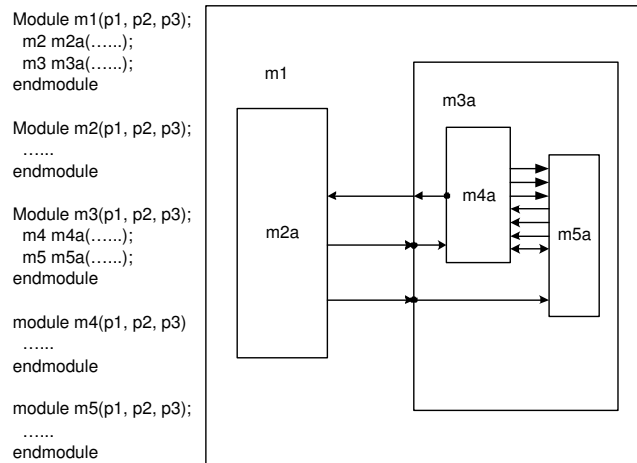 Module m1(p1, p2, p3);
m2 m2a(……);
m3 m3a(……);
endmodule
Module m2(p1, p2, p3);
……
endmodule
Module m3(p1, p2, p3);
m4 m4a(……);
m5 m5a(……);
endmodule
module m4(p1, p2, p3)
……
endmodule
module m5(p1, p2, p3);
……
endmodule
m1
m3a
m2a
m4a
m5a